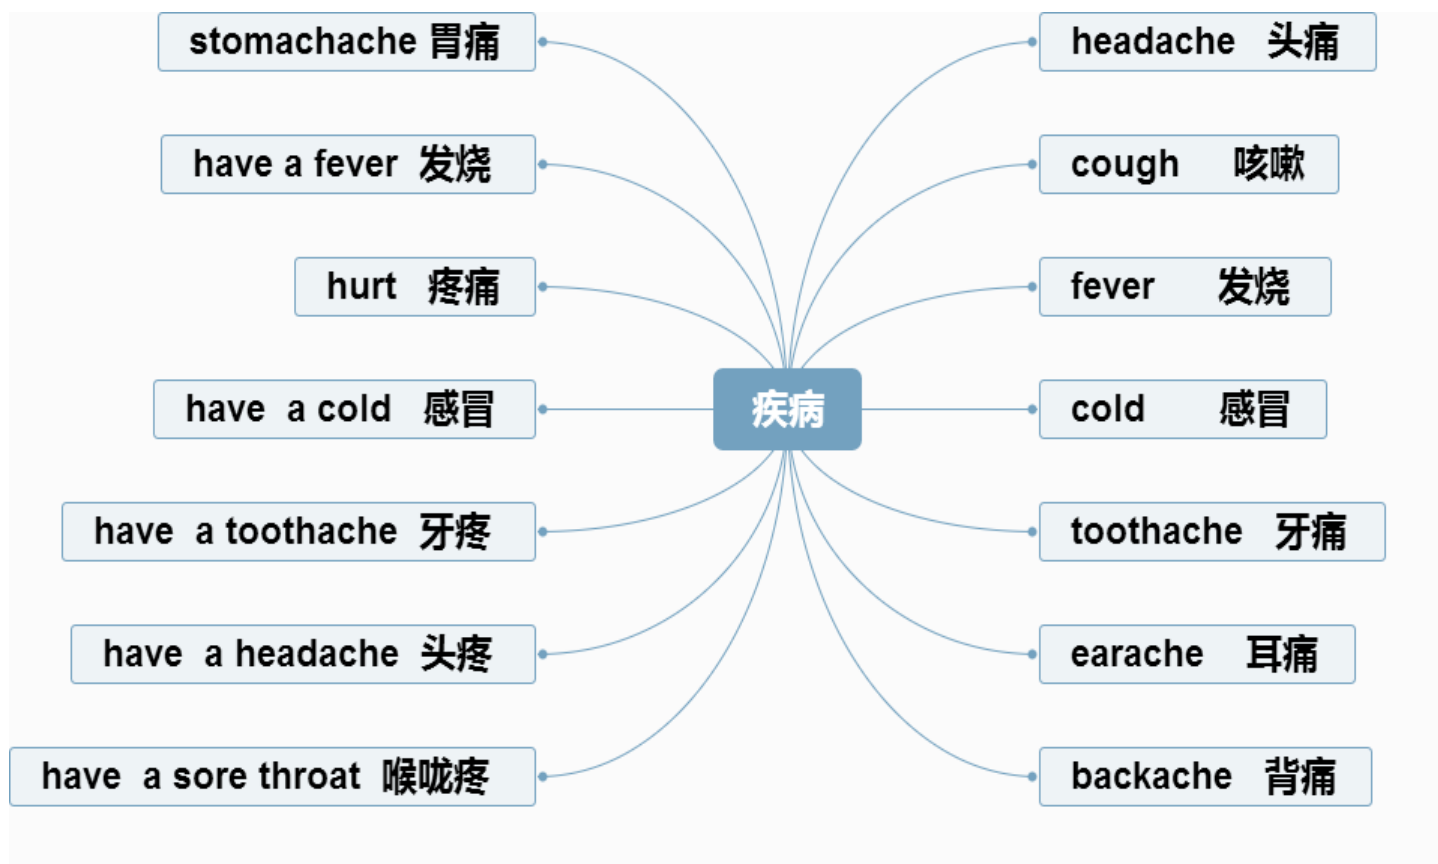 stomachache 胃痛
have a fever 发烧
hurt 疼痛
have a cold 感冒
have a toothache 牙疼
have a headache 头疼
have a sore throat 喉咙疼
疾病
headache 头痛
cough 咳嗽
fever 发烧
cold 感冒
toothache 牙痛
earache 耳痛
backache 背痛